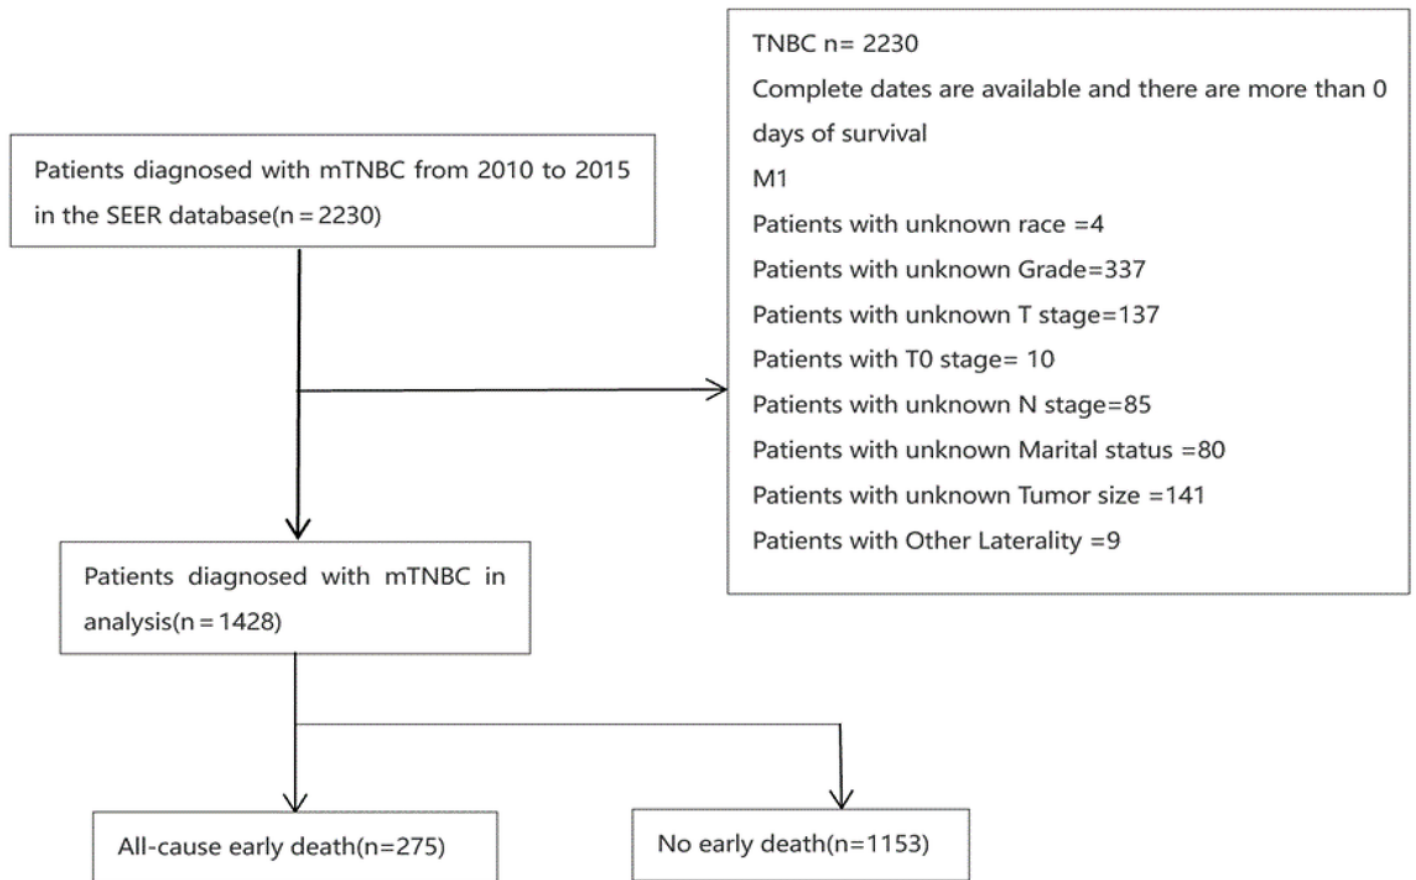 Patients diagnosed with mTNBC from 2010 to 2015
in the SEER database(n = 2230)
TNBC n= 2230
Complete dates are available and there are more than 0
days of survival
M1
Patients with unknown race =4
Patients with unknown Grade=337
Patients with unknown T stage=137
Patients with T0 stage= 10
Patients with unknown N stage=85
Patients with unknown Marital status =80
Patients with unknown Tumor size =141
Patients with Other Laterality =9
Patients diagnosed with mTNBC in
analysis(n = 1428)
All-cause early death(n=275)
No early death(n=1153)